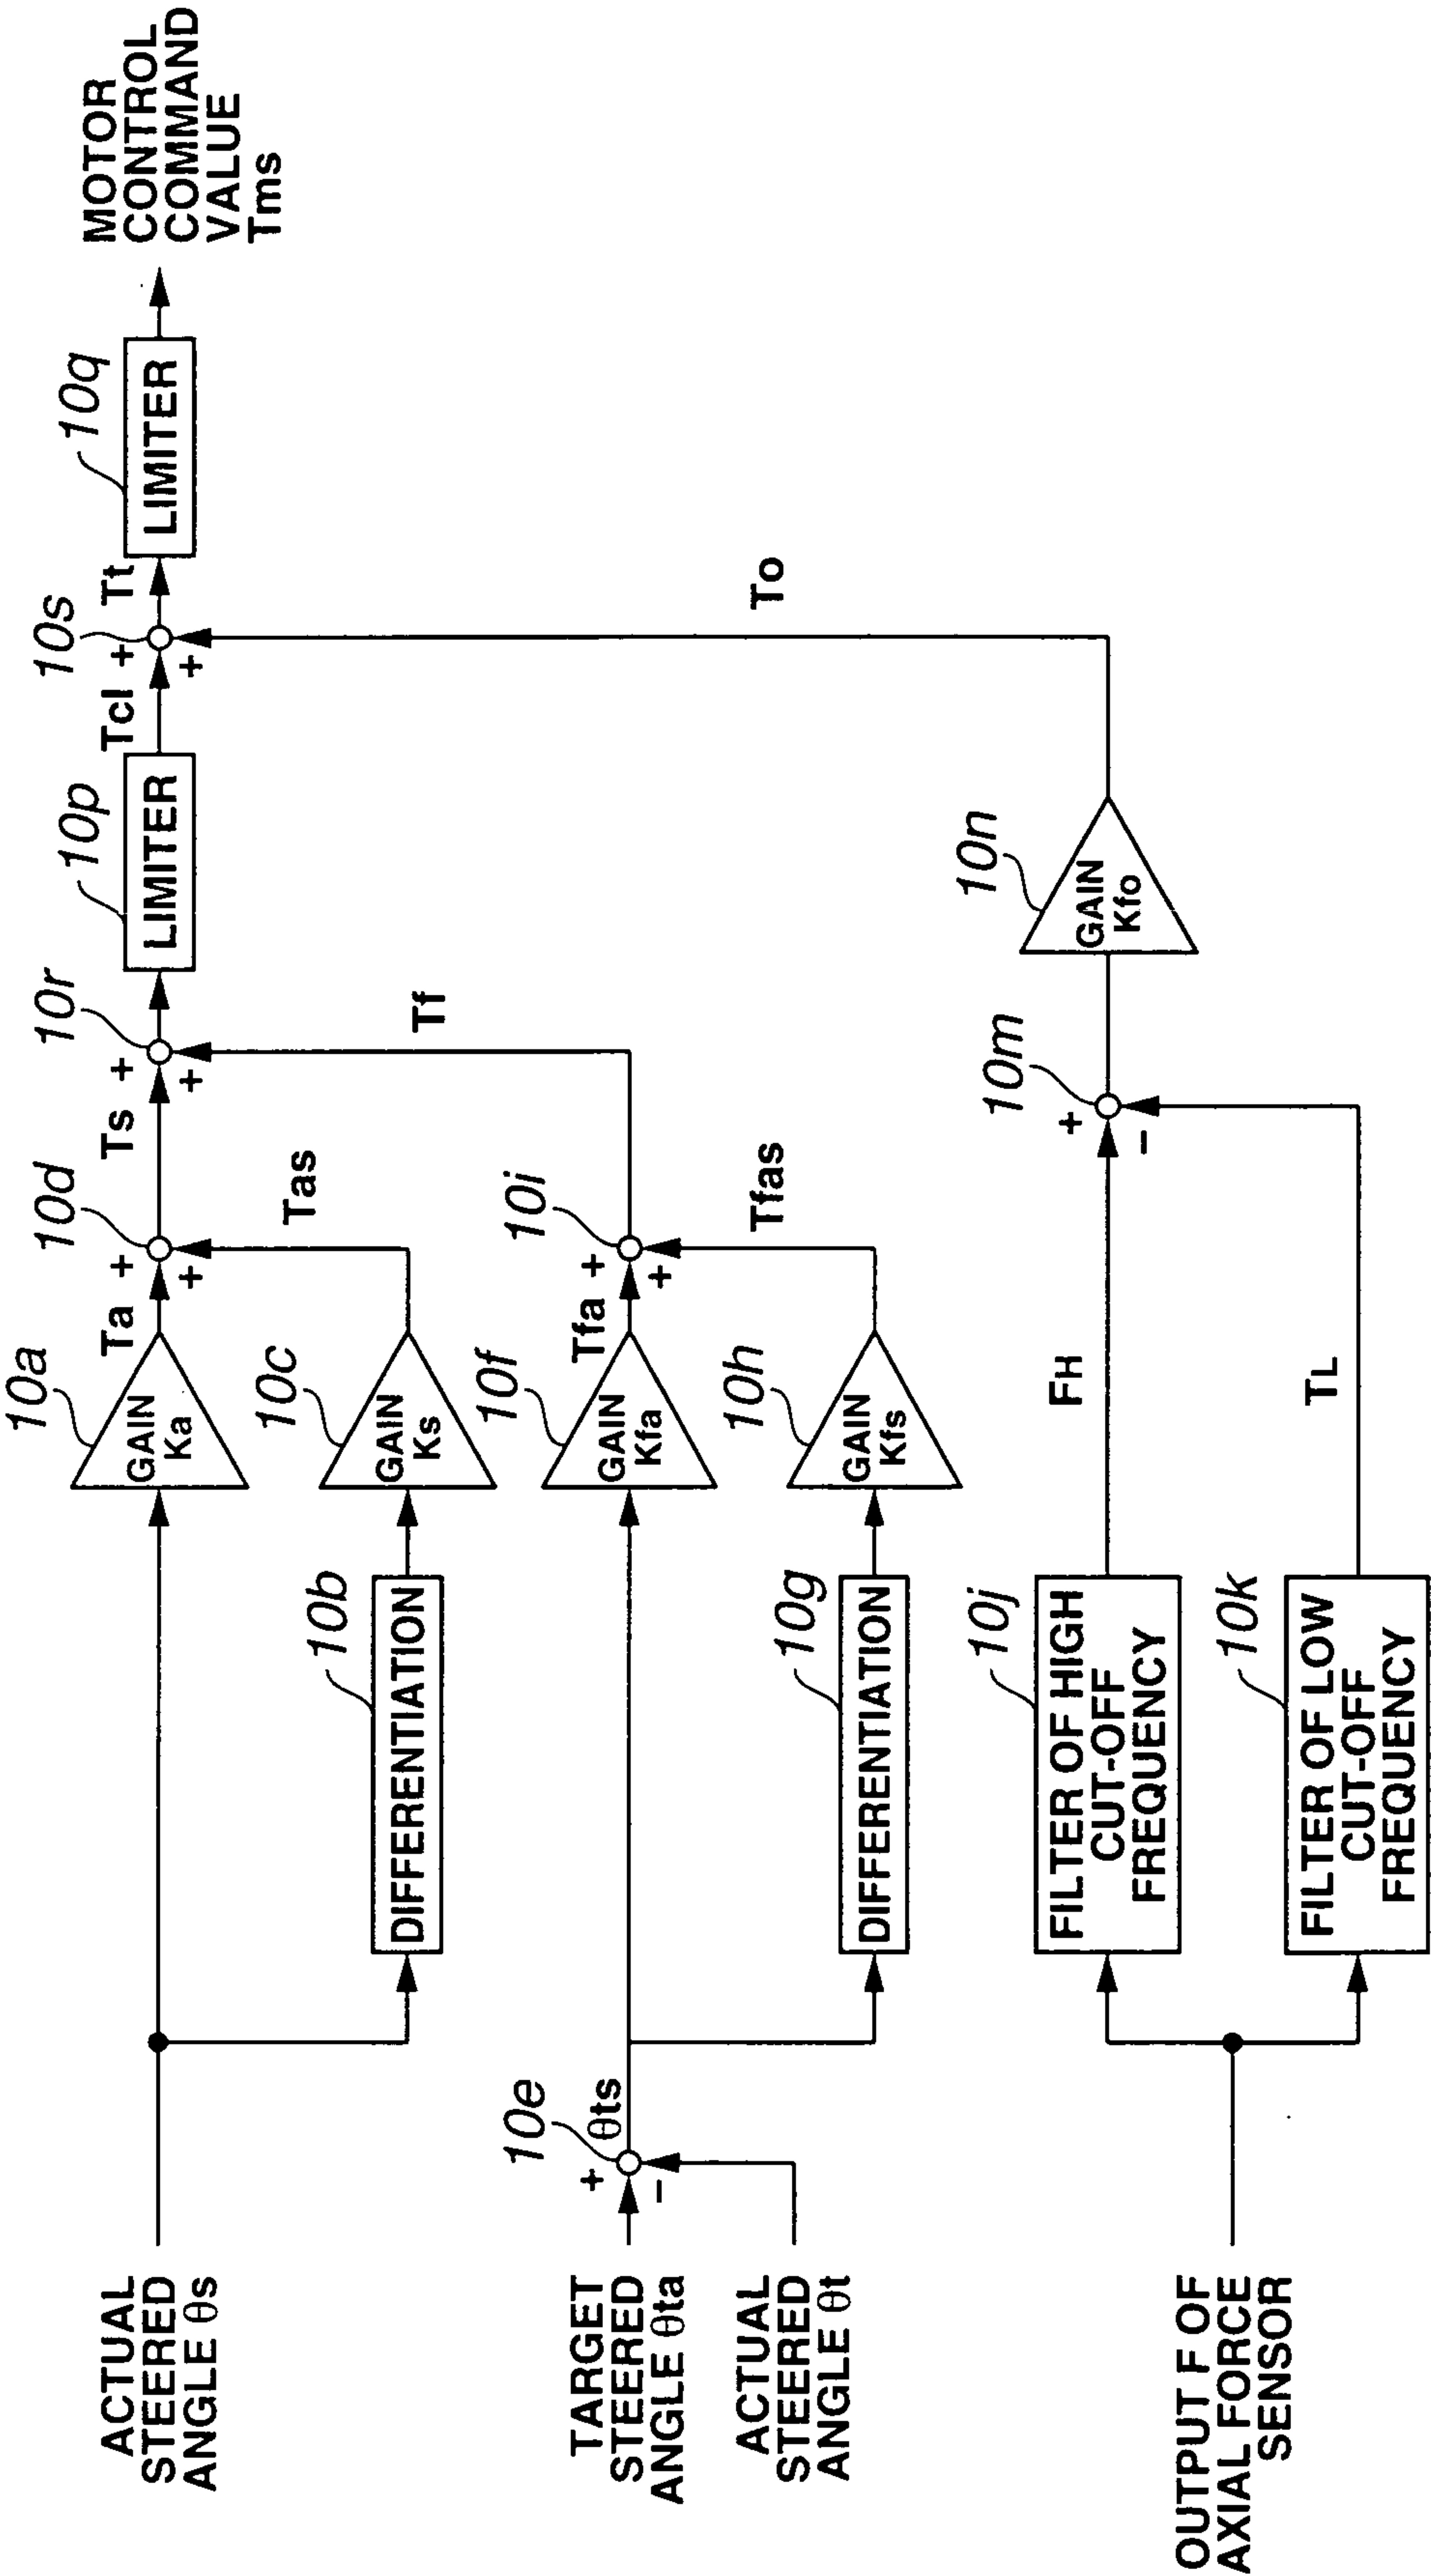 ACTUAL
STEERED
ANGLE θs
10a
GAIN
Ka
Ta
+
+
10d
Ts
+
+
10r
10p
LIMITER
Tcl
+
+
10s
Tt
10q
LIMITER
MOTOR
CONTROL
COMMAND
VALUE
Tms
10b
DIFFERENTIATION
10c
GAIN
Ks
Tas
Tf
TARGET
STEERED
ANGLE θta
+
−
10e
θts
10f
GAIN
Kfa
Tfa
+
+
10i
ACTUAL
STEERED
ANGLE θt
10g
DIFFERENTIATION
10h
GAIN
Kfs
Tfas
To
OUTPUT F OF
AXIAL FORCE
SENSOR
10j
FILTER OF HIGH
CUT-OFF
FREQUENCY
FH
+
−
10m
10n
GAIN
Kfo
10k
FILTER OF LOW
CUT-OFF
FREQUENCY
TL